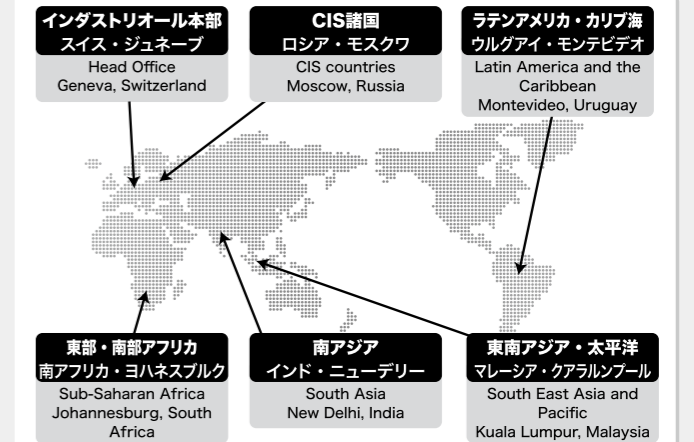 インダストリオール本部
スイス・ジュネーブ
Head Office
Geneva, Switzerland
CIS諸国
ロシア・モスクワ
CIS countries
Moscow, Russia
ラテンアメリカ・カリブ海
ウルグアイ・モンテビデオ
Latin America and the
Caribbean
Montevideo, Uruguay
東部・南部アフリカ
南アフリカ・ヨハネスブルク
Sub-Saharan Africa
Johannesburg, South
Africa
南アジア
インド・ニューデリー
South Asia
New Delhi, India
東南アジア・太平洋
マレーシア・クアラルンプール
South East Asia and
Pacific
Kuala Lumpur, Malaysia